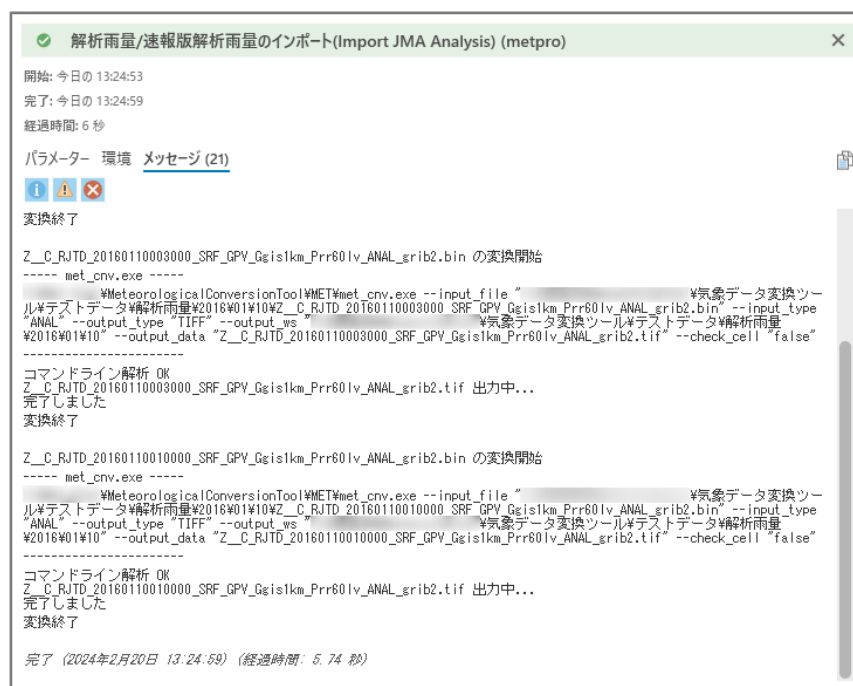 解析雨量/速報版解析雨量のインポート(Import JMA Analysis) (metpro)
開始: 今日の 13:24:53
完了: 今日の 13:24:59
経過時間: 6 秒
パラメーター 環境 メッセージ (21)
変換終了
Z__C_RJTD_20160110003000_SRF_GPV_Ggis1km_Prr60lv_ANAL_grib2.bin の変換開始
----- met_cnv.exe -----
¥MeteorologicalConversionTool¥MET¥met_cnv.exe --input_file "¥気象データ変換ツー
ル¥テストデータ¥解析雨量¥2016¥01¥10¥Z__C_RJTD_20160110003000_SRF_GPV_Ggis1km_Prr60lv_ANAL_grib2.bin" --input_type
"ANAL" --output_type "TIFF" --output_ws "¥気象データ変換ツール¥テストデータ¥解析雨量
¥2016¥01¥10" --output_data "Z__C_RJTD_20160110003000_SRF_GPV_Ggis1km_Prr60lv_ANAL_grib2.tif" --check_cell "false"
-----------------------
コマンドライン解析 OK
Z__C_RJTD_20160110003000_SRF_GPV_Ggis1km_Prr60lv_ANAL_grib2.tif 出力中...
完了しました
変換終了
Z__C_RJTD_20160110010000_SRF_GPV_Ggis1km_Prr60lv_ANAL_grib2.bin の変換開始
----- met_cnv.exe -----
¥MeteorologicalConversionTool¥MET¥met_cnv.exe --input_file "¥気象データ変換ツー
ル¥テストデータ¥解析雨量¥2016¥01¥10¥Z__C_RJTD_20160110010000_SRF_GPV_Ggis1km_Prr60lv_ANAL_grib2.bin" --input_type
"ANAL" --output_type "TIFF" --output_ws "¥気象データ変換ツール¥テストデータ¥解析雨量
¥2016¥01¥10" --output_data "Z__C_RJTD_20160110010000_SRF_GPV_Ggis1km_Prr60lv_ANAL_grib2.tif" --check_cell "false"
-----------------------
コマンドライン解析 OK
Z__C_RJTD_20160110010000_SRF_GPV_Ggis1km_Prr60lv_ANAL_grib2.tif 出力中...
完了しました
変換終了
完了 (2024年2月20日 13:24:59) (経過時間: 5.74 秒)